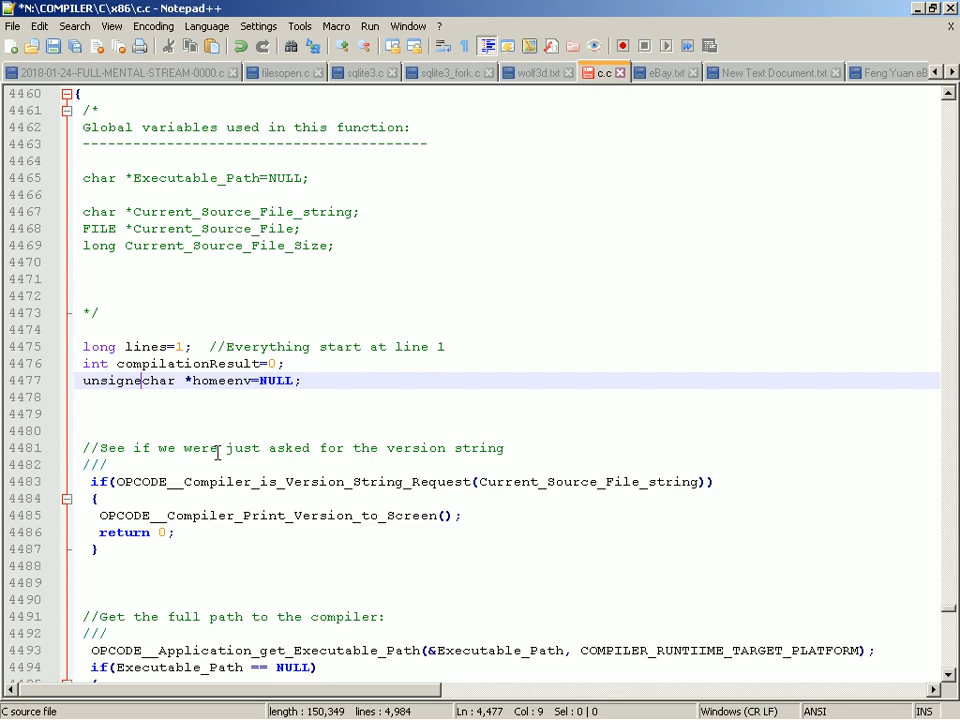 *N:\COMPILER\C\x86\c.c - Notepad++
File Edit Search View Encoding Language Settings Tools Macro Run Window ? X
2018-01-24--FULL-MENTAL-STREAM-0000.c filesopen.c sqlite3.c sqlite3_fork.c wolf3d.txt c.c eBay.txt New Text Document.txt Feng Yuan eB
4460 {
4461 /*
4462 Global variables used in this function:
4463 -----------------------------------------
4464
4465 char *Executable_Path=NULL;
4466
4467 char *Current_Source_File_string;
4468 FILE *Current_Source_File;
4469 long Current_Source_File_Size;
4470
4471
4472
4473 */
4474
4475 long lines=1;  //Everything start at line 1
4476 int compilationResult=0;
4477 unsignechar *homeenv=NULL;
4478
4479
4480
4481 //See if we were just asked for the version string
4482 ///
4483 if(OPCODE__Compiler_is_Version_String_Request(Current_Source_File_string))
4484 {
4485 OPCODE__Compiler_Print_Version_to_Screen();
4486 return 0;
4487 }
4488
4489
4490
4491 //Get the full path to the compiler:
4492 ///
4493 OPCODE__Application_get_Executable_Path(&Executable_Path, COMPILER_RUNTIIME_TARGET_PLATFORM);
4494 if(Executable_Path == NULL)
C source file length : 150,349 lines : 4,984 Ln : 4,477 Col : 9 Sel : 0 | 0 Windows (CR LF) ANSI INS